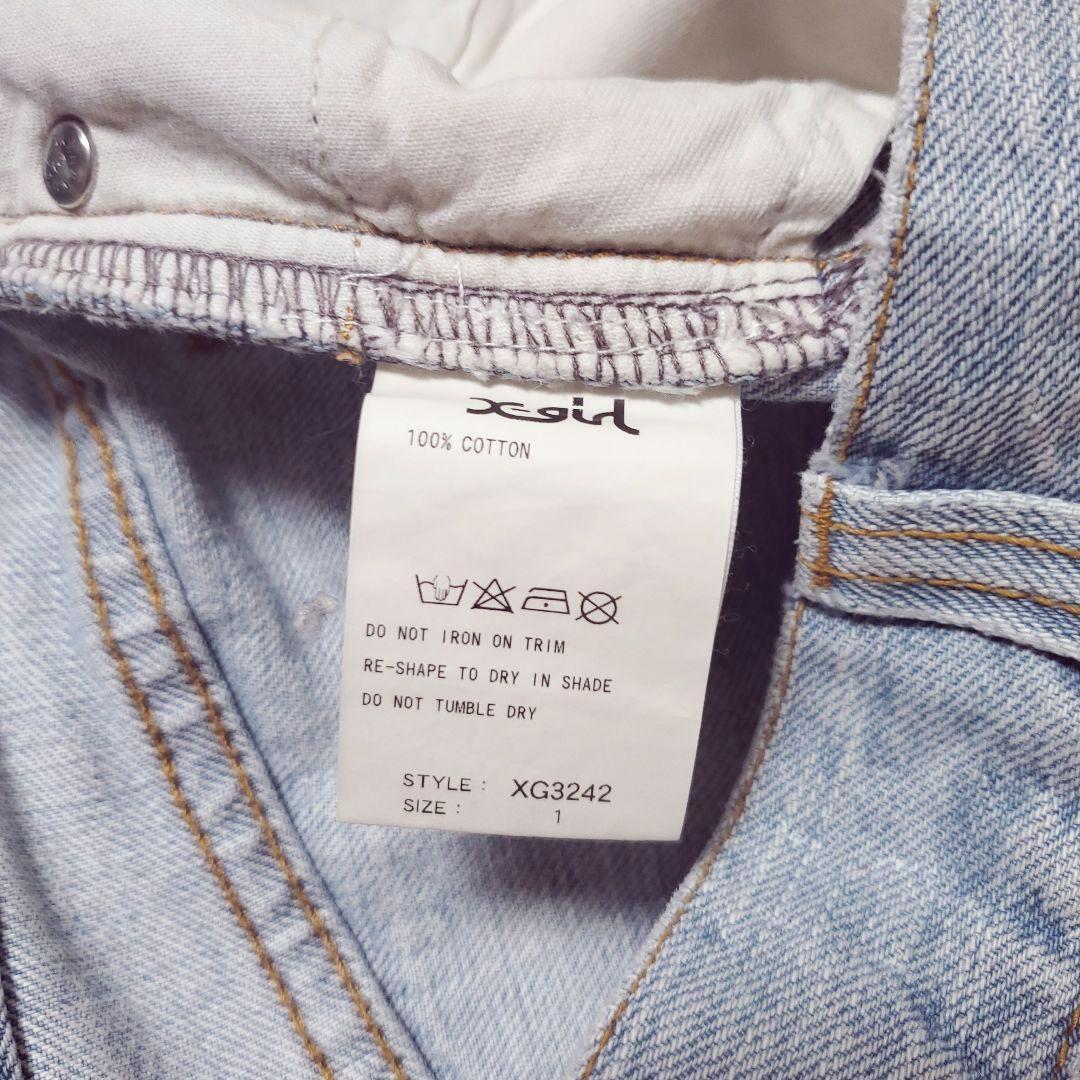 X-girl
100% COTTON
DO NOT IRON ON TRIM
RE-SHAPE TO DRY IN SHADE
DO NOT TUMBLE DRY
STYLE : XG3242
SIZE : 1